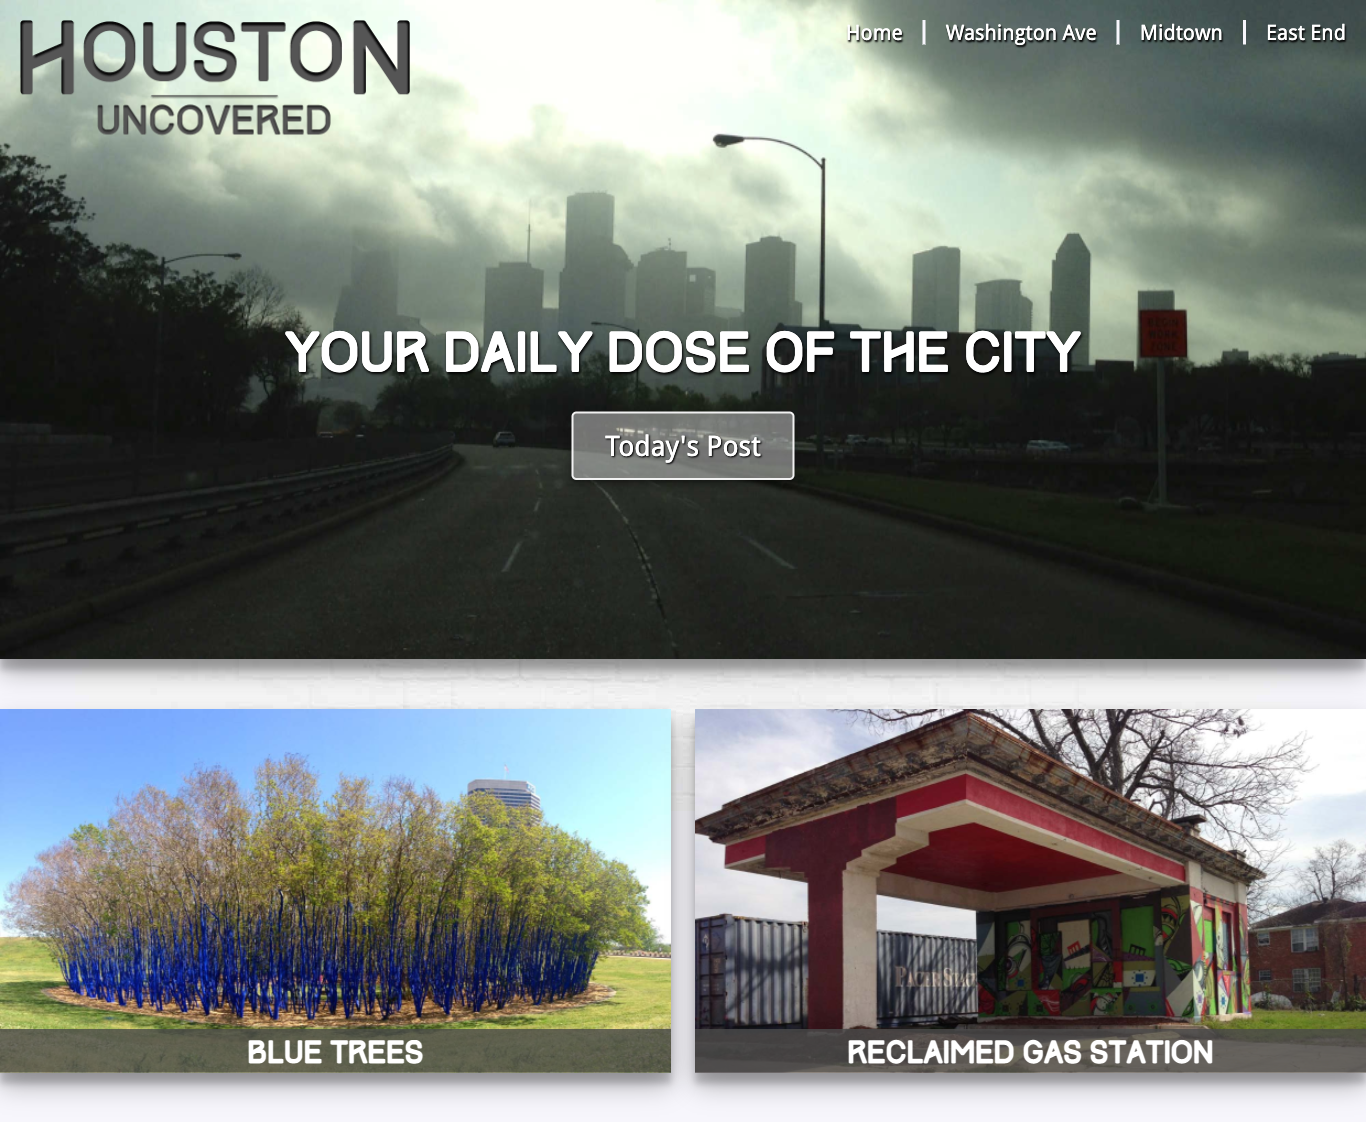 HOUSTON
UNCOVERED
Home | Washington Ave | Midtown | East End
YOUR DAILY DOSE OF THE CITY
Today's Post
BLUE TREES
RECLAIMED GAS STATION